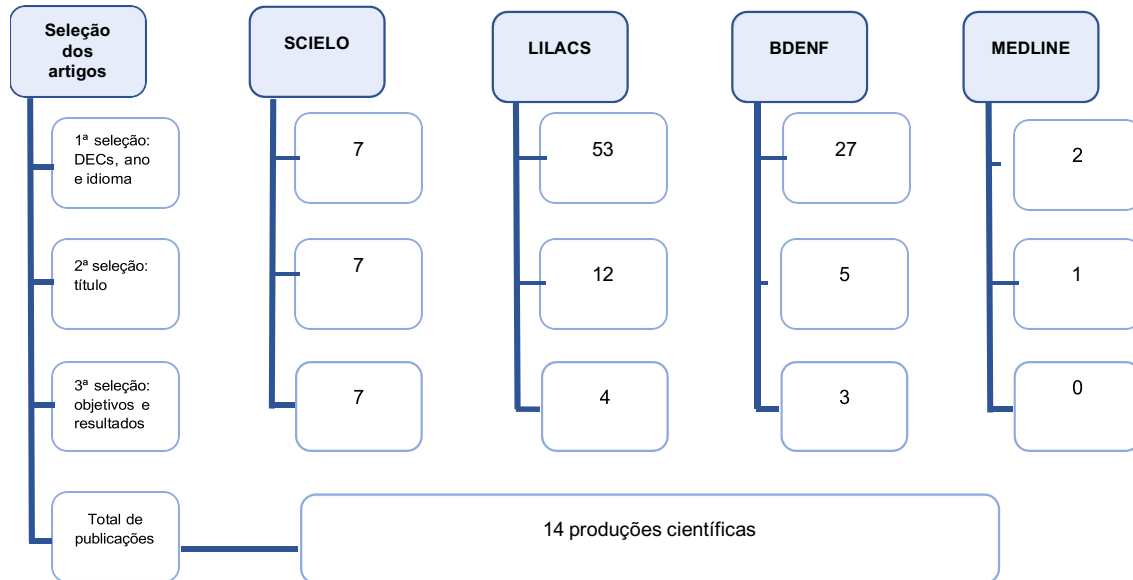 Seleção
dos
artigos
SCIELO
LILACS
BDENF
MEDLINE
1ª seleção:
DECs, ano
e idioma
7
53
27
2
2ª seleção:
título
7
12
5
1
3ª seleção:
objetivos e
resultados
7
4
3
0
Total de
publicações
14 produções científicas